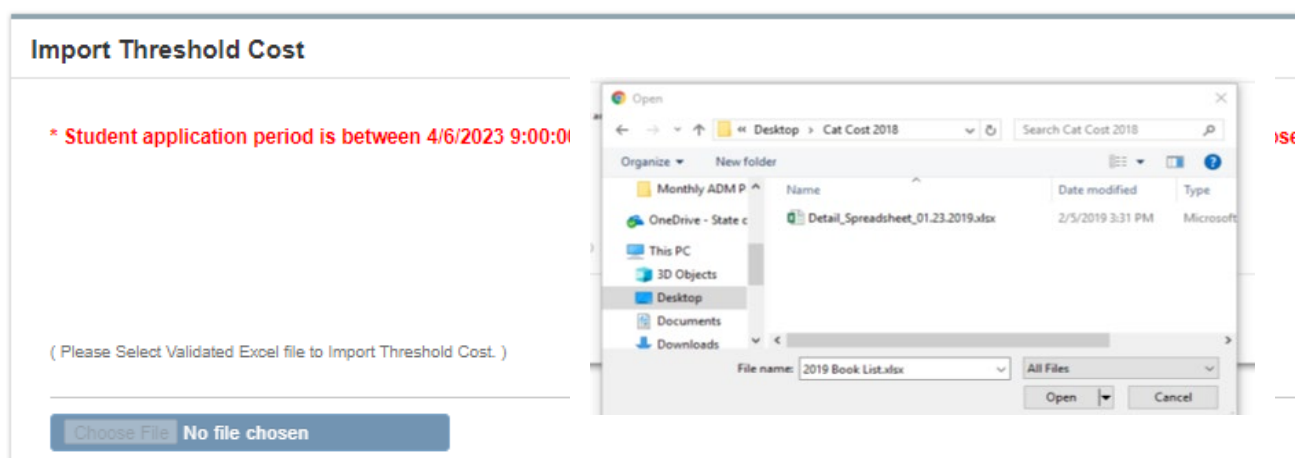 Import Threshold Cost
* Student application period is between 4/6/2023 9:00:00
( Please Select Validated Excel file to Import Threshold Cost. )
Choose File No file chosen
Open
« Desktop > Cat Cost 2018
Search Cat Cost 2018
Organize
New folder
Monthly ADM P
OneDrive - State c
This PC
3D Objects
Desktop
Documents
Downloads
Name
Date modified
Type
Detail_Spreadsheet_01.23.2019.xlsx
2/5/2019 3:31 PM
Microsoft
File name: 2019 Book List.xlsx
All Files
Open
Cancel